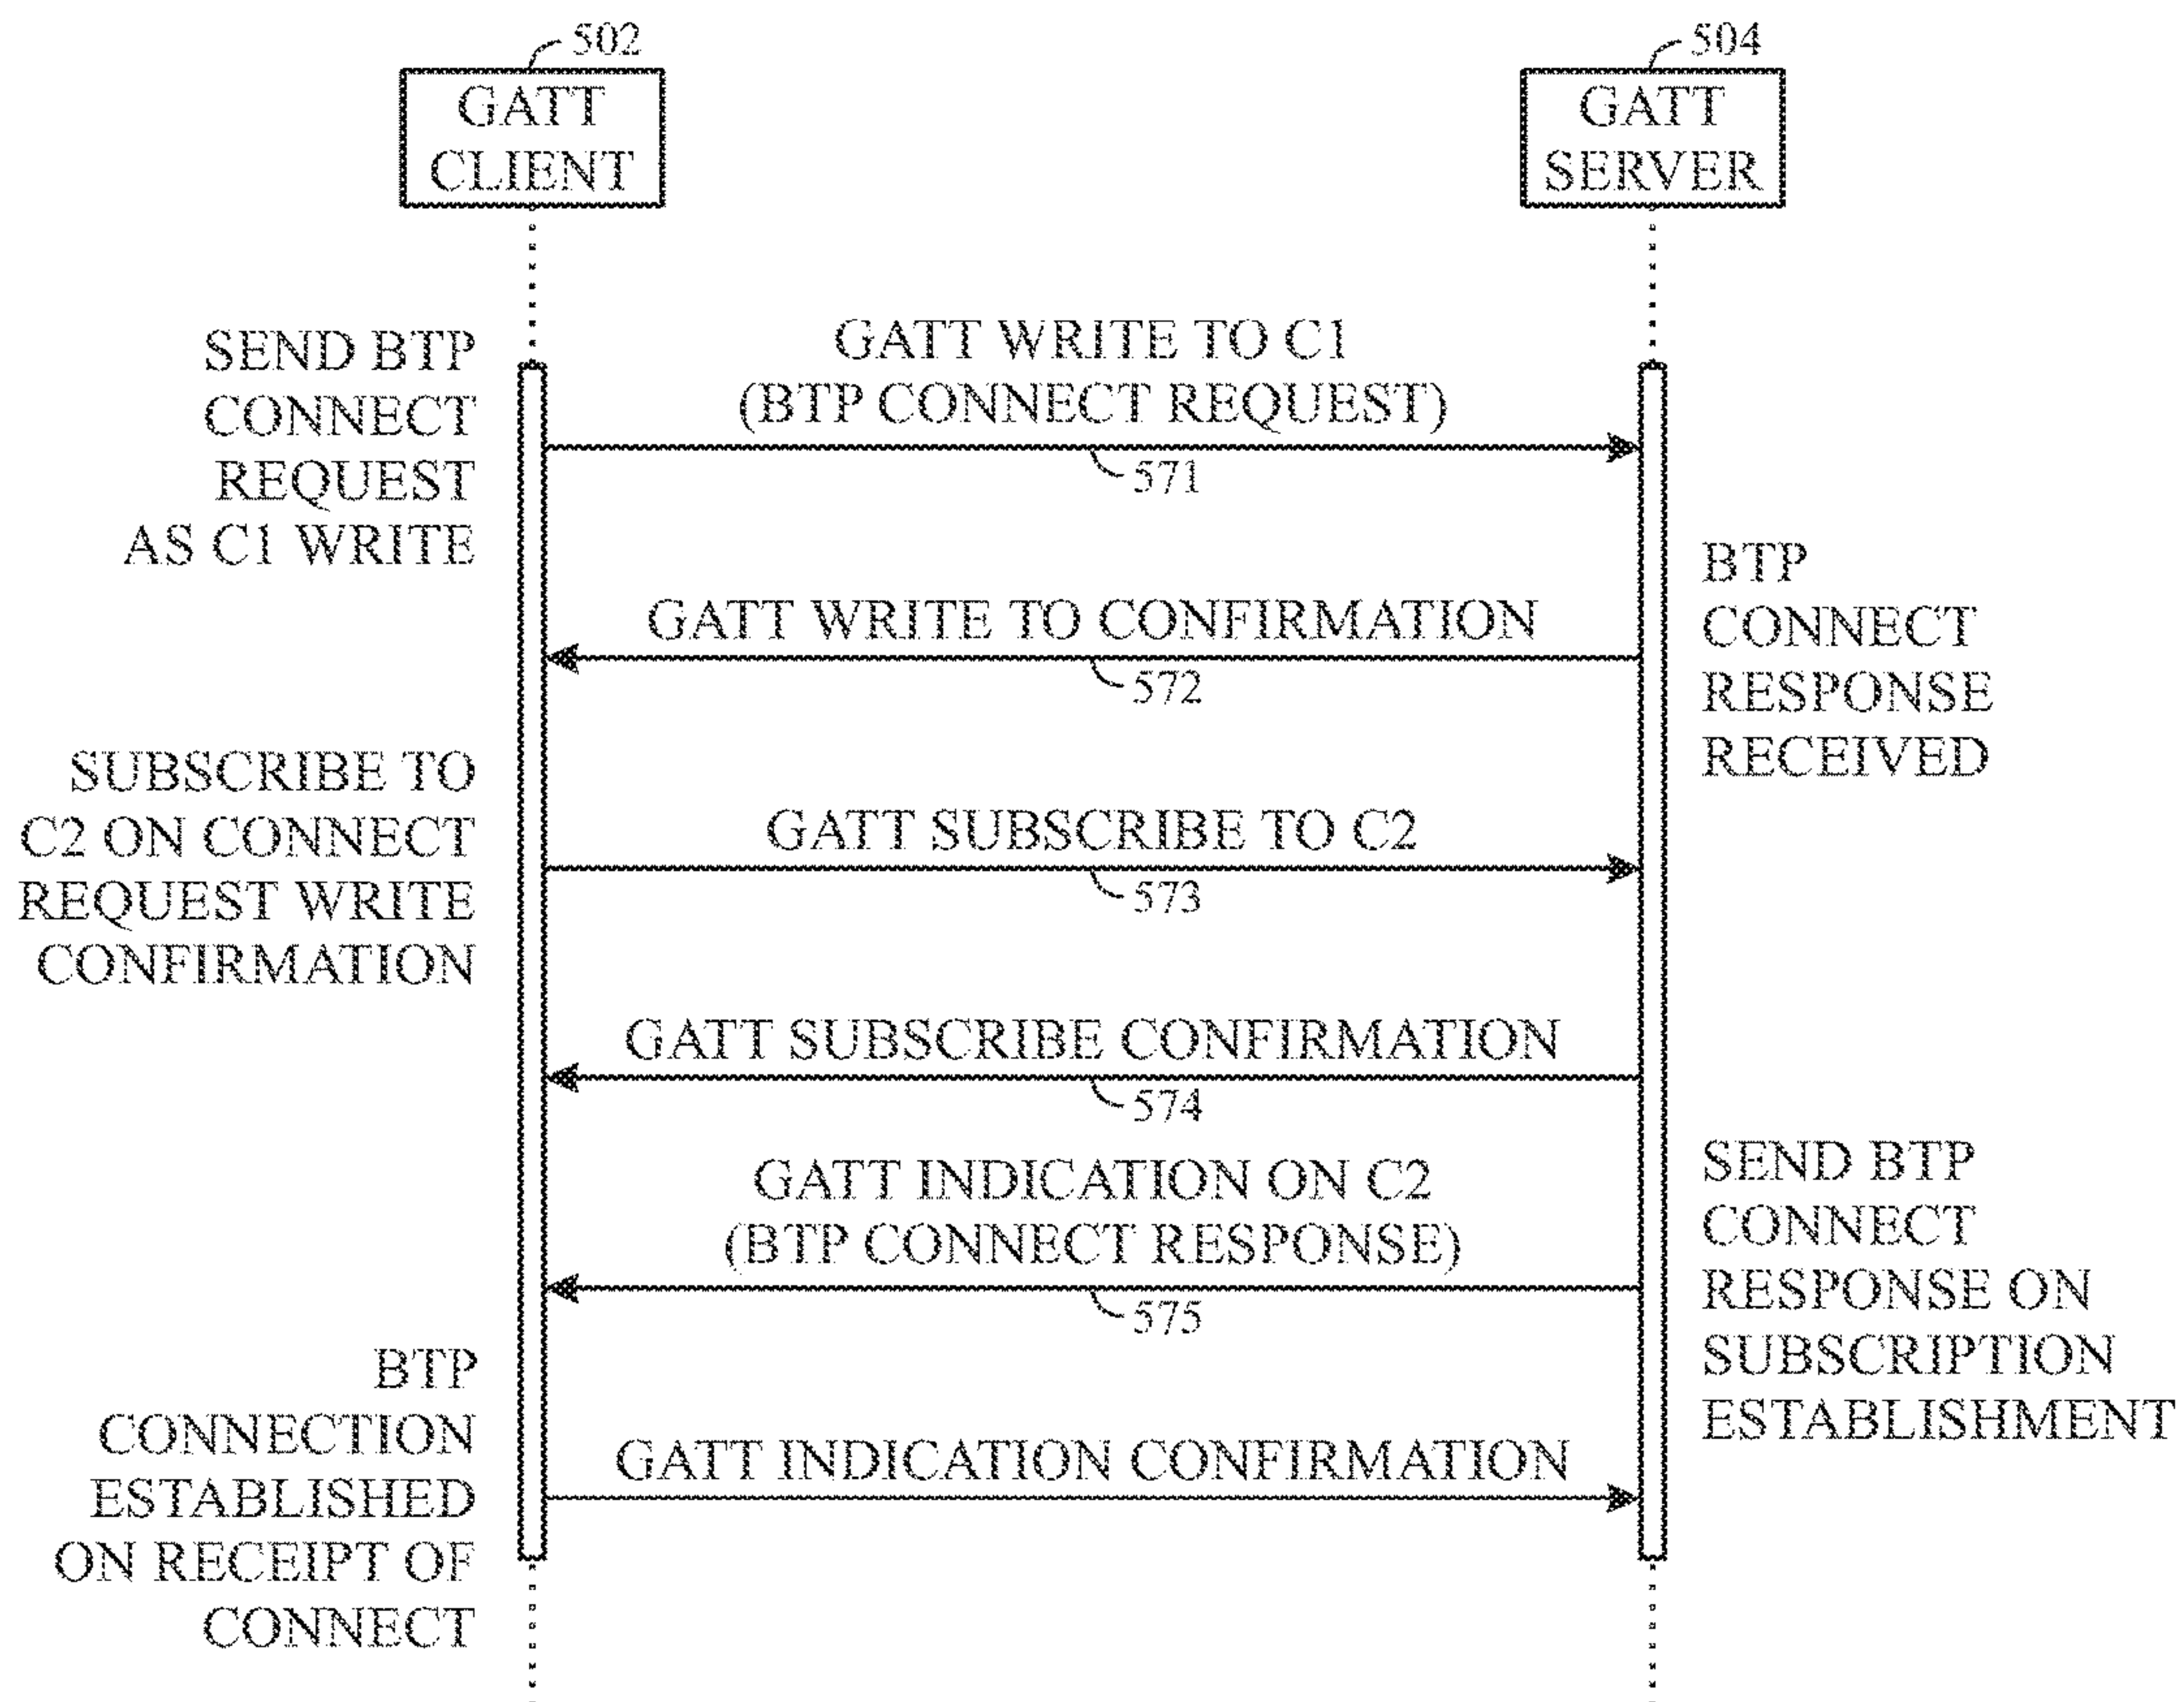 502
GATT
CLIENT
504
GATT
SERVER
SEND BTP
CONNECT
REQUEST
AS C1 WRITE
GATT WRITE TO C1
(BTP CONNECT REQUEST)
571
BTP
CONNECT
RESPONSE
RECEIVED
GATT WRITE TO CONFIRMATION
572
SUBSCRIBE TO
C2 ON CONNECT
REQUEST WRITE
CONFIRMATION
GATT SUBSCRIBE TO C2
573
GATT SUBSCRIBE CONFIRMATION
574
GATT INDICATION ON C2
(BTP CONNECT RESPONSE)
575
SEND BTP
CONNECT
RESPONSE ON
SUBSCRIPTION
ESTABLISHMENT
BTP
CONNECTION
ESTABLISHED
ON RECEIPT OF
CONNECT
GATT INDICATION CONFIRMATION